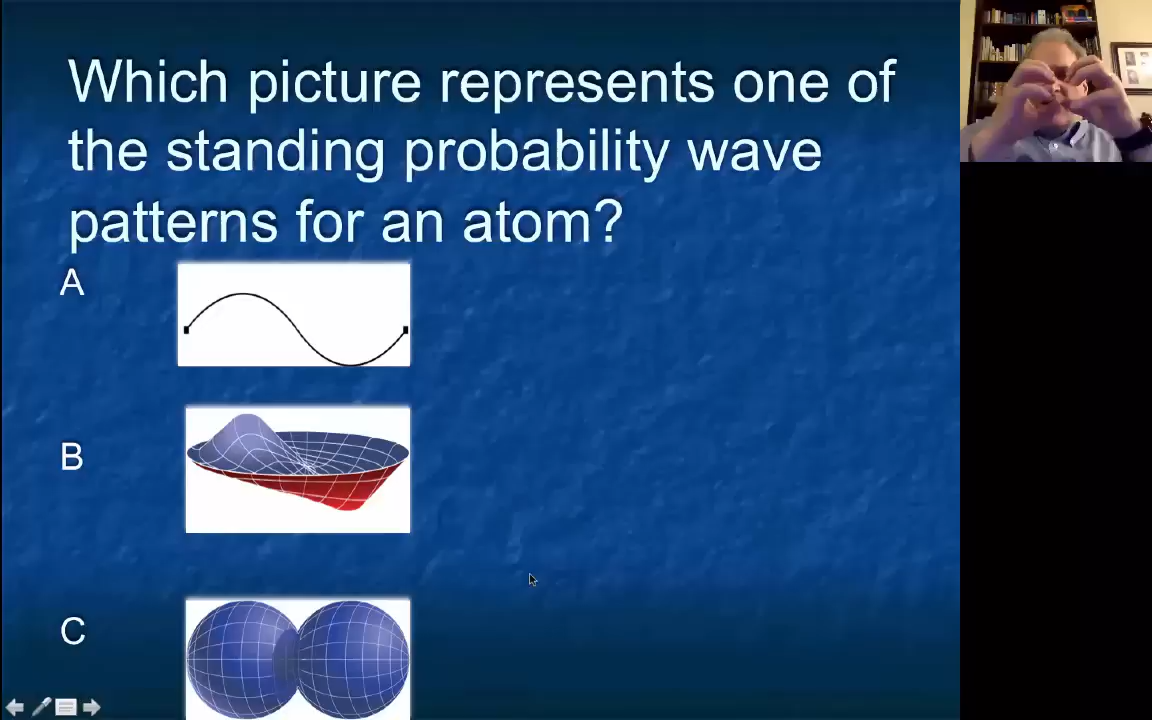 Which picture represents one of
the standing probability wave
patterns for an atom?
A
B
C